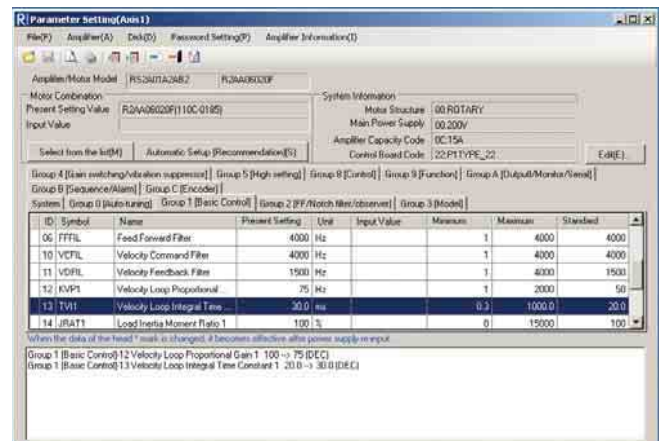 Parameter Setting(Axis1)
File(F) Amplifier(A) Disk(D) Password Setting(P) Amplifier Information(I)
Amplifier/Motor Model RS2A01A2AB2 R2AA06020F
Motor Combination
Present Setting Value R2AA06020F(110C-0185)
Input Value
Select from the list(M) Automatic Setup [Recommendation](S)
System Information
Motor Structure 00:ROTARY
Main Power Supply 00:200V
Amplifier Capacity Code 0C:15A
Control Board Code 22:P1TYPE_22
Edit(E)
Group 4 [Gain switching/vibration suppressor] Group 5 [High setting] Group 8 [Control] Group 9 [Function] Group A [Output/Monitor/Serial]
Group B [Sequence/Alarm] Group C [Encoder]
System Group 0 [Auto-tuning] Group 1 [Basic Control] Group 2 [FF/Notch filter/observer] Group 3 [Model]
ID Symbol Name Present Setting Unit Input Value Minimum Maximum Standard
06 FFFIL Feed Forward Filter 4000 Hz 1 4000 4000
10 VCFIL Velocity Command Filter 4000 Hz 1 4000 4000
11 VDFIL Velocity Feedback Filter 1500 Hz 1 4000 1500
12 KVP1 Velocity Loop Proportional ... 75 Hz 1 2000 50
13 TVI1 Velocity Loop Integral Time ... 30.0 ms 0.3 1000.0 20.0
14 JRAT1 Load Inertia Moment Ratio 1 100 % 0 15000 100
When the data of the head * mark is changed, it becomes effective after power supply re-input.
Group 1 [Basic Control]-12 Velocity Loop Proportional Gain 1 100 -> 75 (DEC)
Group 1 [Basic Control]-13 Velocity Loop Integral Time Constant 1 20.0 -> 30.0 (DEC)